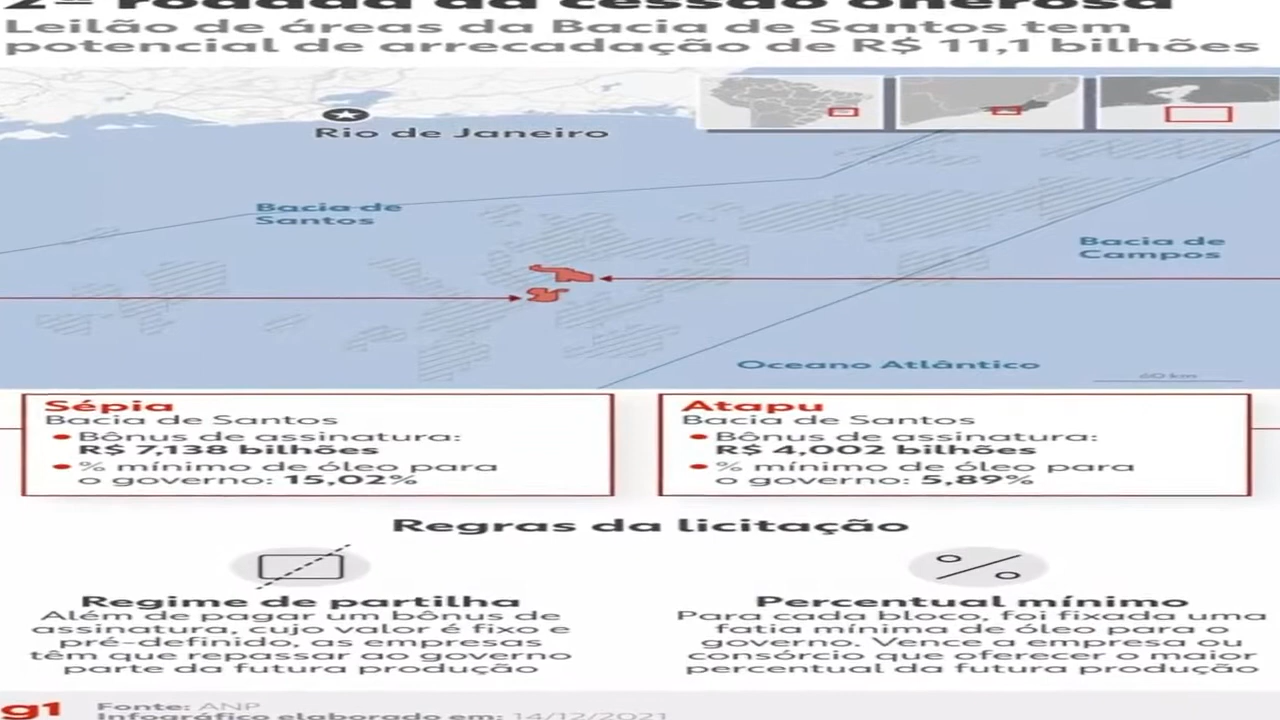 2ª rodada da cessão onerosa
Leilão de áreas da Bacia de Santos tem
potencial de arrecadação de R$ 11,1 bilhões
Rio de Janeiro
Bacia de
Santos
Bacia de
Campos
Oceano Atlântico
60 km
Sépia
Bacia de Santos
• Bônus de assinatura:
R$ 7,138 bilhões
• % mínimo de óleo para
o governo: 15,02%
Atapu
Bacia de Santos
• Bônus de assinatura:
R$ 4,002 bilhões
• % mínimo de óleo para
o governo: 5,89%
Regras da licitação
Regime de partilha
Além de pagar um bônus de
assinatura, cujo valor é fixo e
pré-definido, as empresas
têm que repassar ao governo
parte da futura produção
Percentual mínimo
Para cada bloco, foi fixada uma
fatia mínima de óleo para o
governo. Vence a empresa ou
consórcio que oferecer o maior
percentual da futura produção
g1
Fonte: ANP
Infográfico elaborado em: 14/12/2021